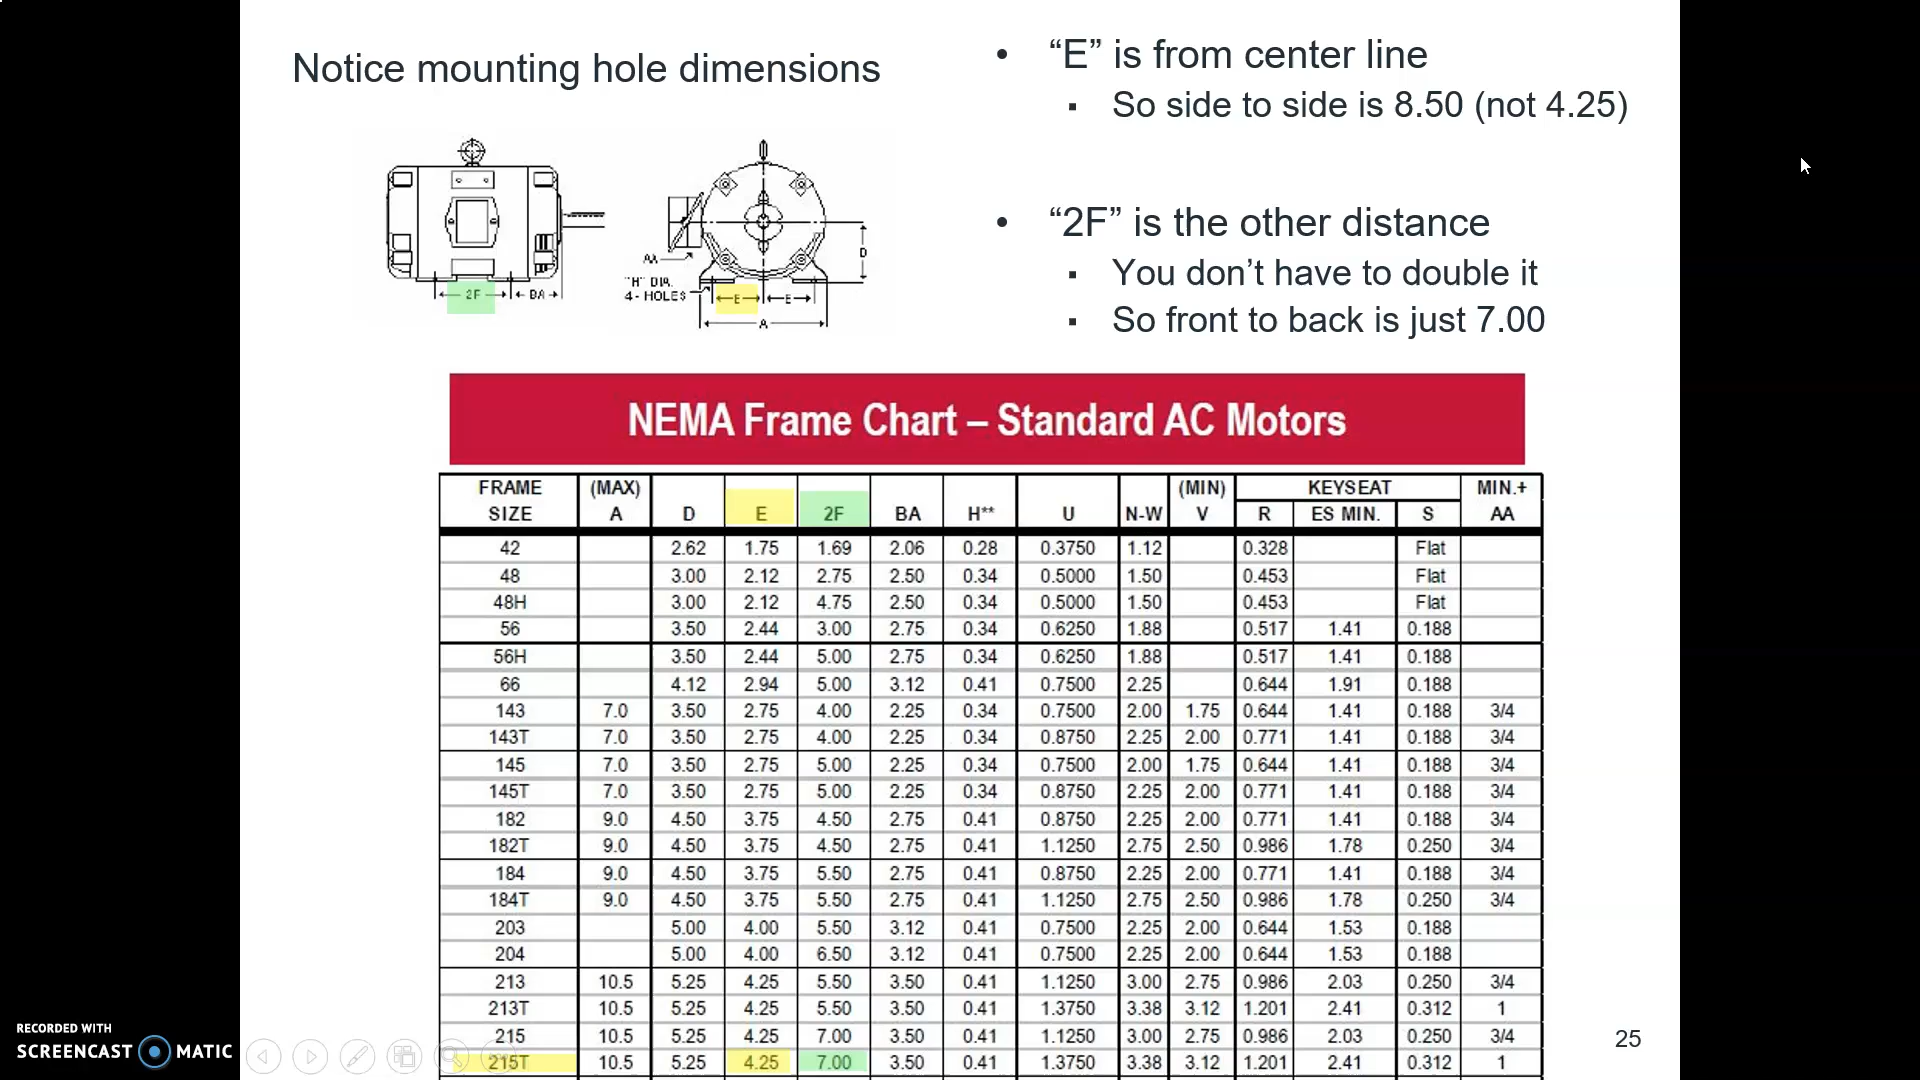 Notice mounting hole dimensions
• “E” is from center line
▪ So side to side is 8.50 (not 4.25)
• “2F” is the other distance
▪ You don’t have to double it
▪ So front to back is just 7.00
2F BA
AA
"H" DIA.
4 - HOLES
E E
A
D
NEMA Frame Chart – Standard AC Motors
FRAME (MAX) (MIN) KEYSEAT MIN.+
SIZE A D E 2F BA H** U N-W V R ES MIN. S AA
42 2.62 1.75 1.69 2.06 0.28 0.3750 1.12 0.328 Flat
48 3.00 2.12 2.75 2.50 0.34 0.5000 1.50 0.453 Flat
48H 3.00 2.12 4.75 2.50 0.34 0.5000 1.50 0.453 Flat
56 3.50 2.44 3.00 2.75 0.34 0.6250 1.88 0.517 1.41 0.188
56H 3.50 2.44 5.00 2.75 0.34 0.6250 1.88 0.517 1.41 0.188
66 4.12 2.94 5.00 3.12 0.41 0.7500 2.25 0.644 1.91 0.188
143 7.0 3.50 2.75 4.00 2.25 0.34 0.7500 2.00 1.75 0.644 1.41 0.188 3/4
143T 7.0 3.50 2.75 4.00 2.25 0.34 0.8750 2.25 2.00 0.771 1.41 0.188 3/4
145 7.0 3.50 2.75 5.00 2.25 0.34 0.7500 2.00 1.75 0.644 1.41 0.188 3/4
145T 7.0 3.50 2.75 5.00 2.25 0.34 0.8750 2.25 2.00 0.771 1.41 0.188 3/4
182 9.0 4.50 3.75 4.50 2.75 0.41 0.8750 2.25 2.00 0.771 1.41 0.188 3/4
182T 9.0 4.50 3.75 4.50 2.75 0.41 1.1250 2.75 2.50 0.986 1.78 0.250 3/4
184 9.0 4.50 3.75 5.50 2.75 0.41 0.8750 2.25 2.00 0.771 1.41 0.188 3/4
184T 9.0 4.50 3.75 5.50 2.75 0.41 1.1250 2.75 2.50 0.986 1.78 0.250 3/4
203 5.00 4.00 5.50 3.12 0.41 0.7500 2.25 2.00 0.644 1.53 0.188
204 5.00 4.00 6.50 3.12 0.41 0.7500 2.25 2.00 0.644 1.53 0.188
213 10.5 5.25 4.25 5.50 3.50 0.41 1.1250 3.00 2.75 0.986 2.03 0.250 3/4
213T 10.5 5.25 4.25 5.50 3.50 0.41 1.3750 3.38 3.12 1.201 2.41 0.312 1
215 10.5 5.25 4.25 7.00 3.50 0.41 1.1250 3.00 2.75 0.986 2.03 0.250 3/4
215T 10.5 5.25 4.25 7.00 3.50 0.41 1.3750 3.38 3.12 1.201 2.41 0.312 1
25
RECORDED WITH
SCREENCAST MATIC